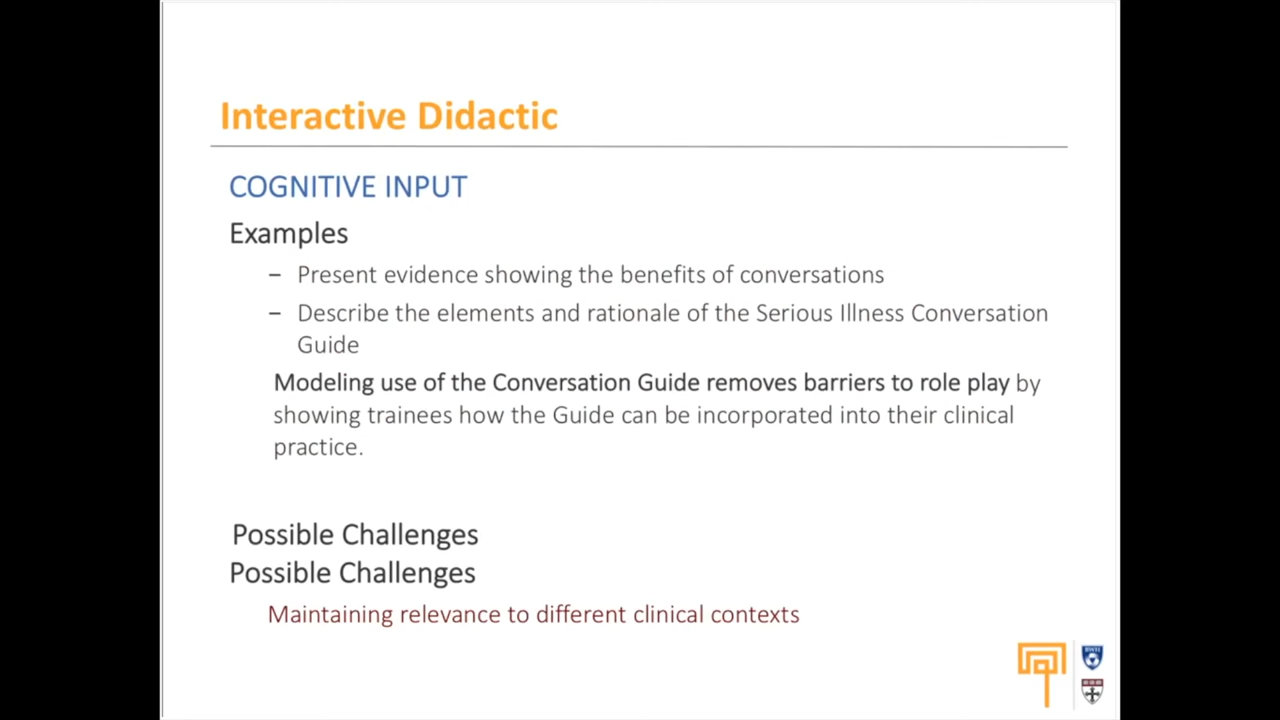 Interactive Didactic
COGNITIVE INPUT
Examples
– Present evidence showing the benefits of conversations
– Describe the elements and rationale of the Serious Illness Conversation
Guide
Modeling use of the Conversation Guide removes barriers to role play by
showing trainees how the Guide can be incorporated into their clinical
practice.
Possible Challenges
Possible Challenges
Maintaining relevance to different clinical contexts
BWH